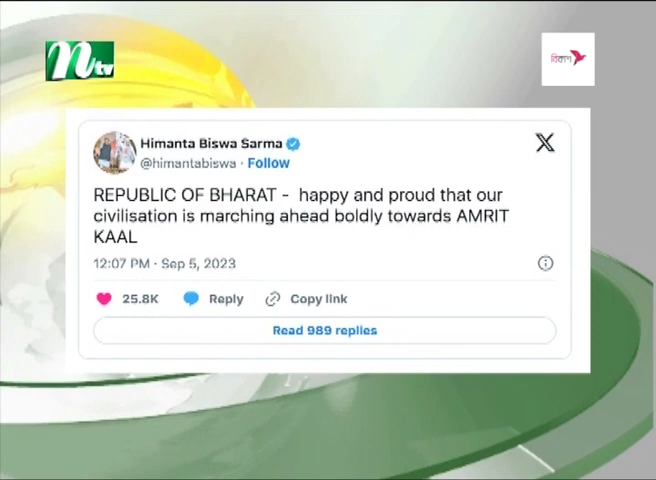 ntv
বিকাশ
Himanta Biswa Sarma
@himantabiswa · Follow
REPUBLIC OF BHARAT - happy and proud that our
civilisation is marching ahead boldly towards AMRIT
KAAL
12:07 PM · Sep 5, 2023
25.8K Reply Copy link
Read 989 replies